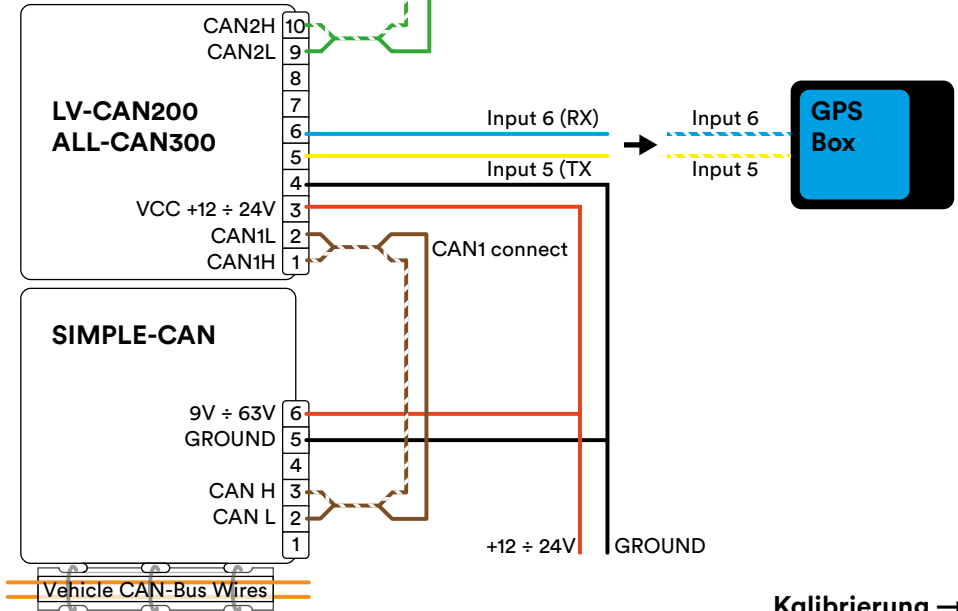 CAN2H 10
CAN2L 9
8
7
LV-CAN200
ALL-CAN300
6 Input 6 (RX)
5 Input 5 (TX
4
VCC +12 ÷ 24V 3
CAN1L 2
CAN1H 1
CAN1 connect
Input 6
Input 5
GPS
Box
SIMPLE-CAN
9V ÷ 63V 6
GROUND 5
4
CAN H 3
CAN L 2
1
+12 ÷ 24V GROUND
Vehicle CAN-Bus Wires
Kalibrierung →